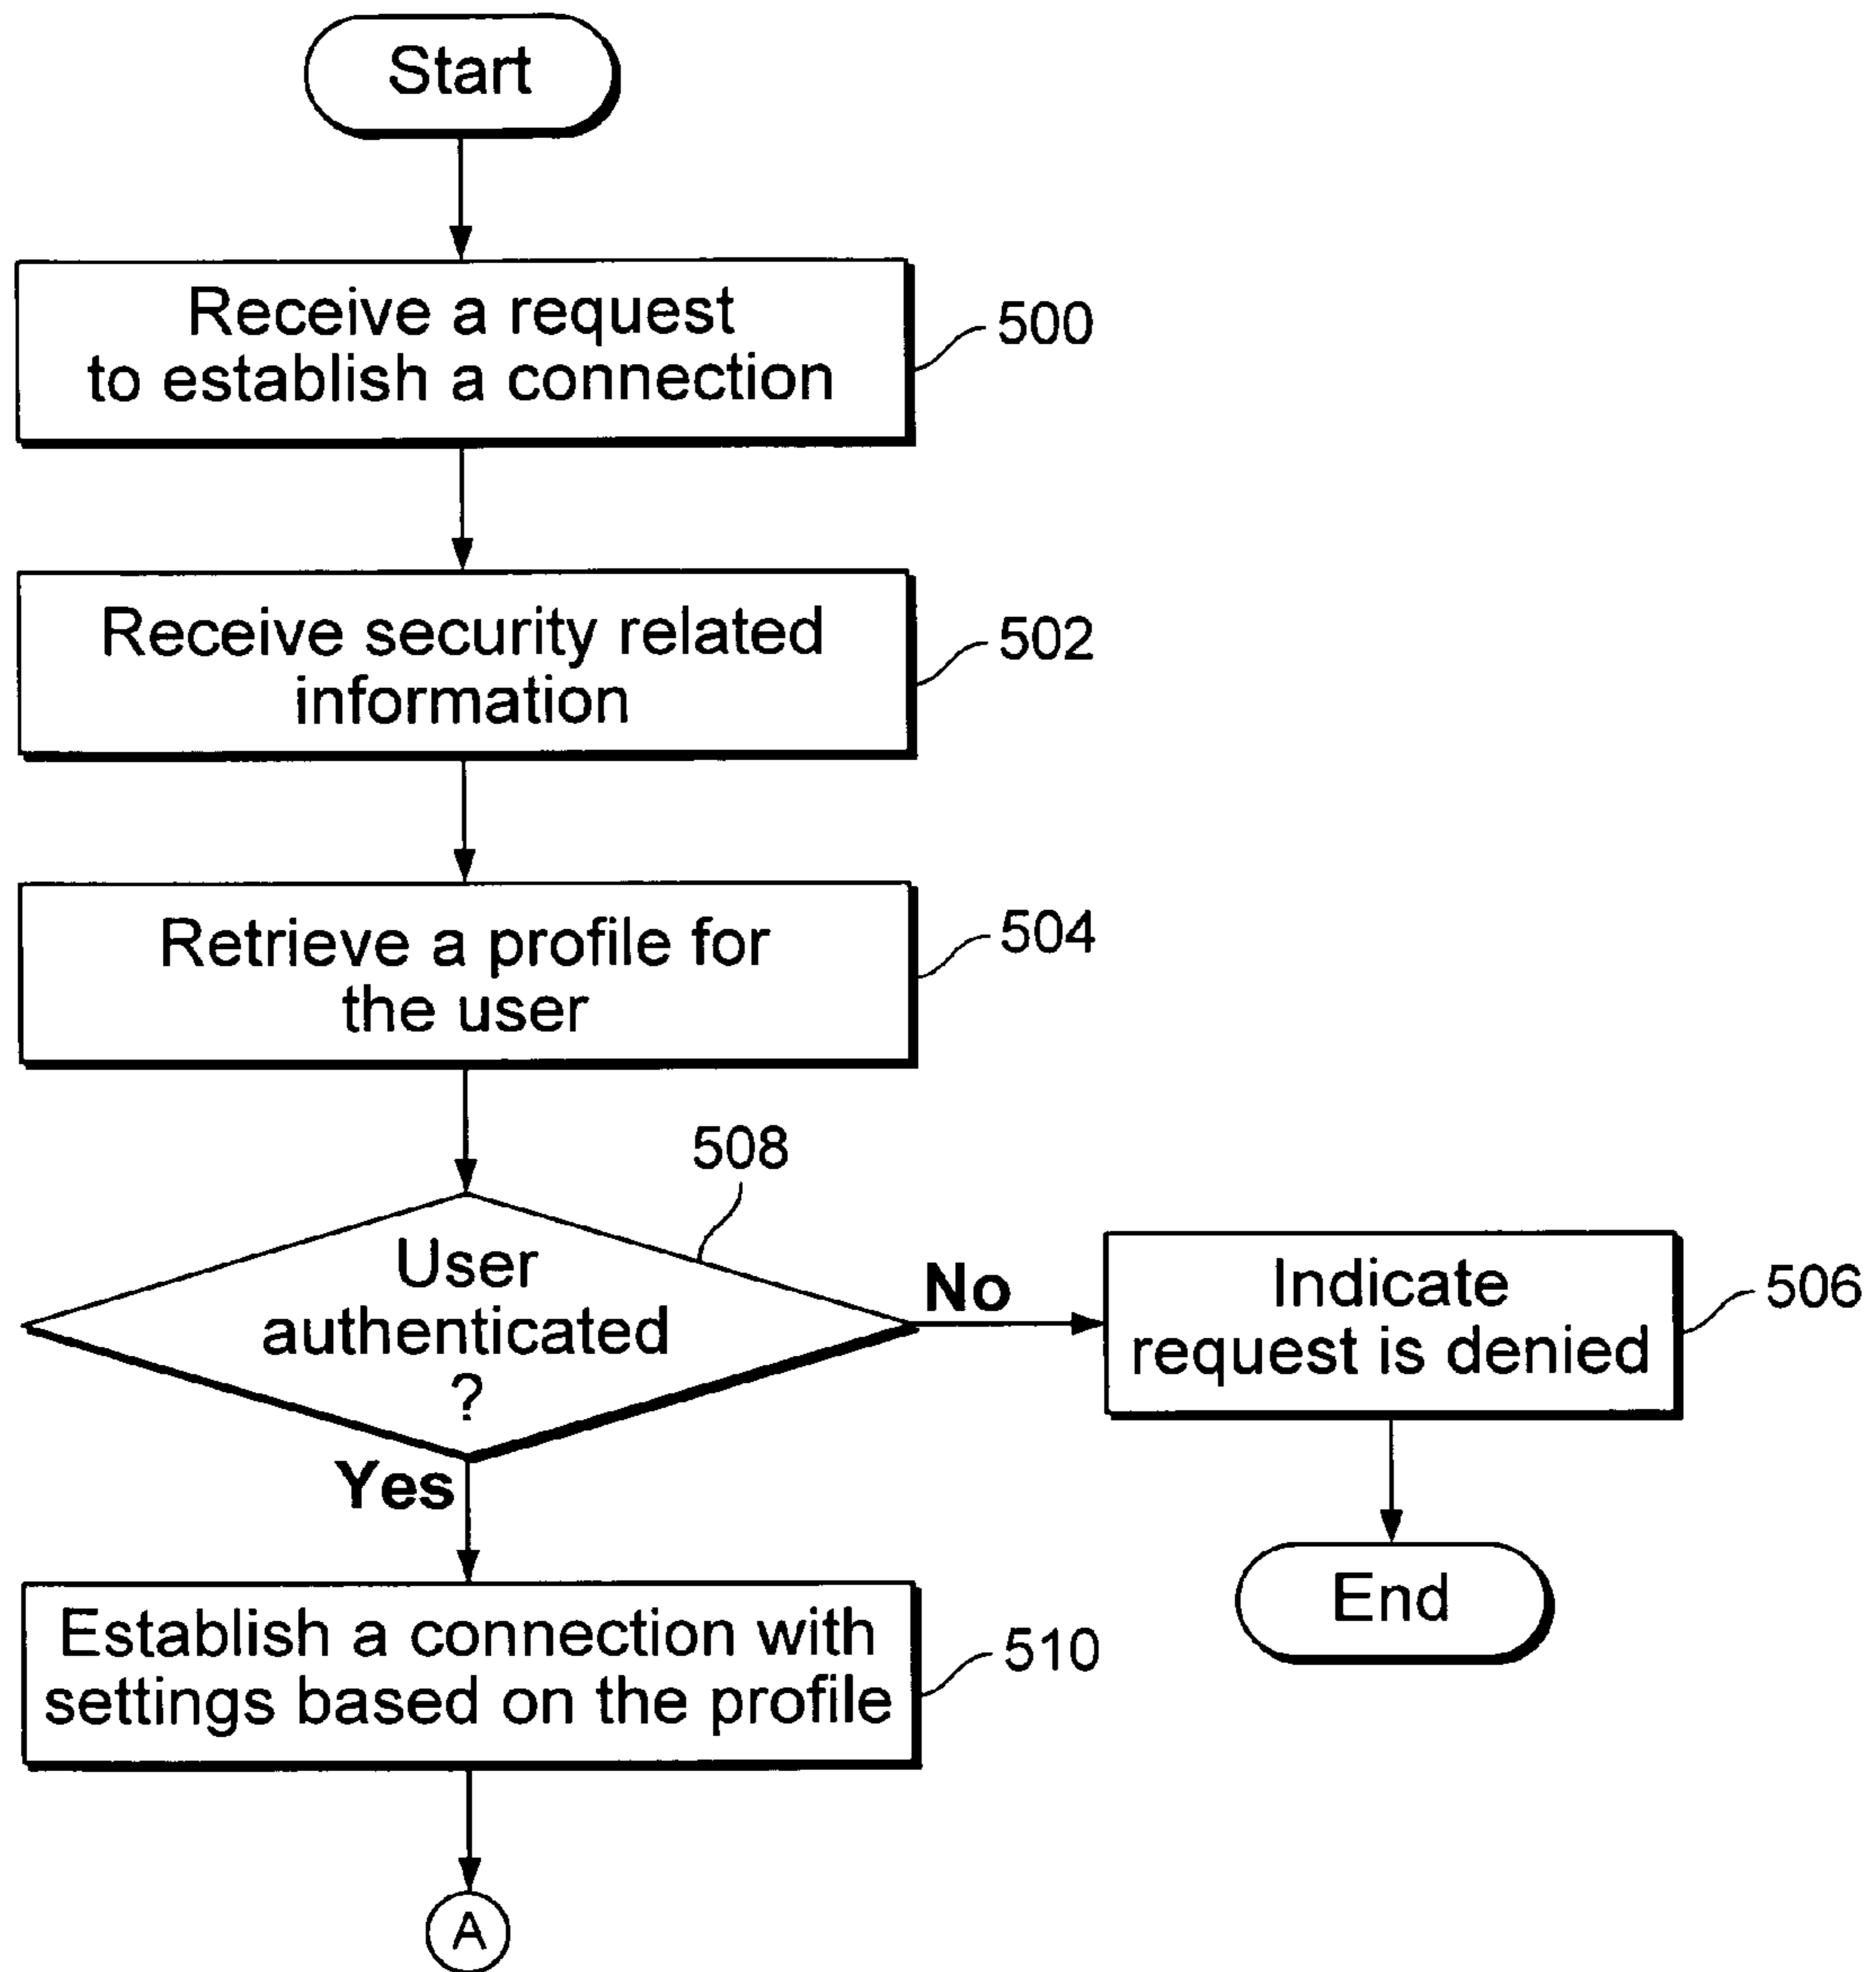 Start
Receive a request
to establish a connection
500
Receive security related
information
502
Retrieve a profile for
the user
504
508
User
authenticated
?
No
Indicate
request is denied
506
Yes
End
Establish a connection with
settings based on the profile
510
A